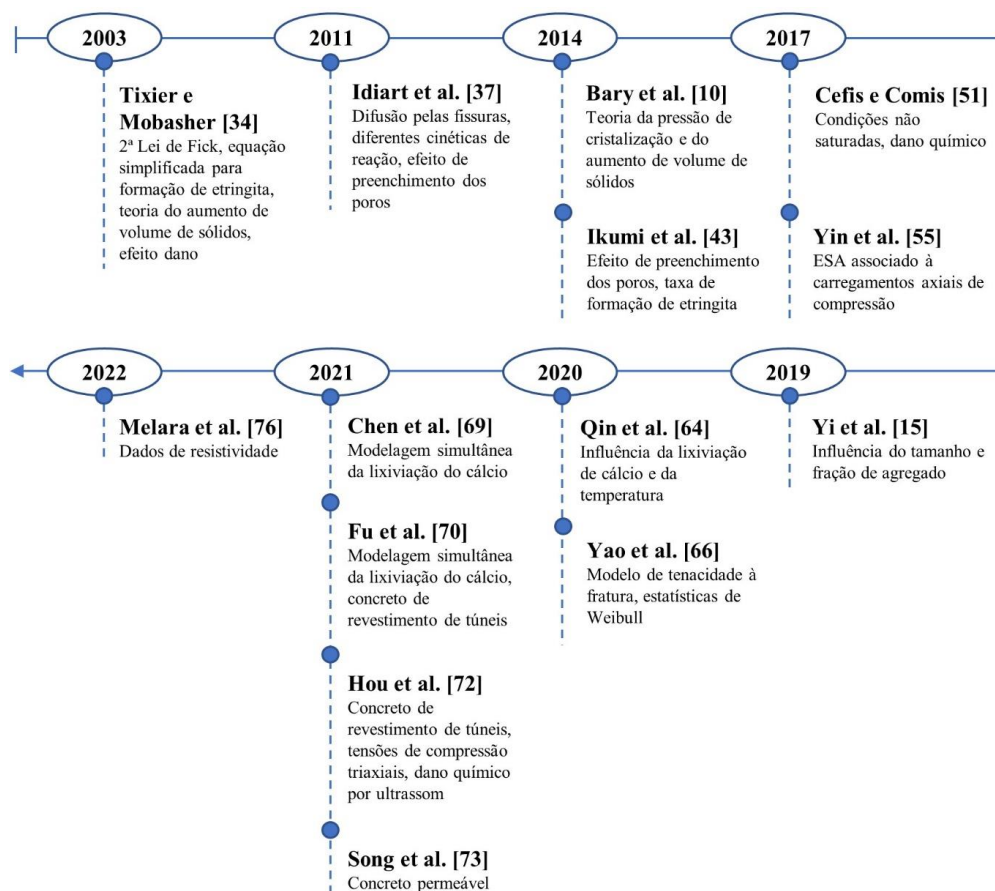 2003
2011
2014
2017
Tixier e
Mobasher [34]
2ª Lei de Fick, equação
simplificada para
formação de etringita,
teoria do aumento de
volume de sólidos,
efeito dano
Idiart et al. [37]
Difusão pelas fissuras,
diferentes cinéticas de
reação, efeito de
preenchimento dos
poros
Bary et al. [10]
Teoria da pressão de
cristalização e do
aumento de volume de
sólidos
Ikumi et al. [43]
Efeito de preenchimento
dos poros, taxa de
formação de etringita
Cefis e Comis [51]
Condições não
saturadas, dano químico
Yin et al. [55]
ESA associado à
carregamentos axiais de
compressão
2022
2021
2020
2019
Melara et al. [76]
Dados de resistividade
Chen et al. [69]
Modelagem simultânea
da lixiviação do cálcio
Fu et al. [70]
Modelagem simultânea
da lixiviação do cálcio,
concreto de
revestimento de túneis
Hou et al. [72]
Concreto de
revestimento de túneis,
tensões de compressão
triaxiais, dano químico
por ultrassom
Song et al. [73]
Concreto permeável
Qin et al. [64]
Influência da lixiviação
de cálcio e da
temperatura
Yao et al. [66]
Modelo de tenacidade à
fratura, estatísticas de
Weibull
Yi et al. [15]
Influência do tamanho e
fração de agregado